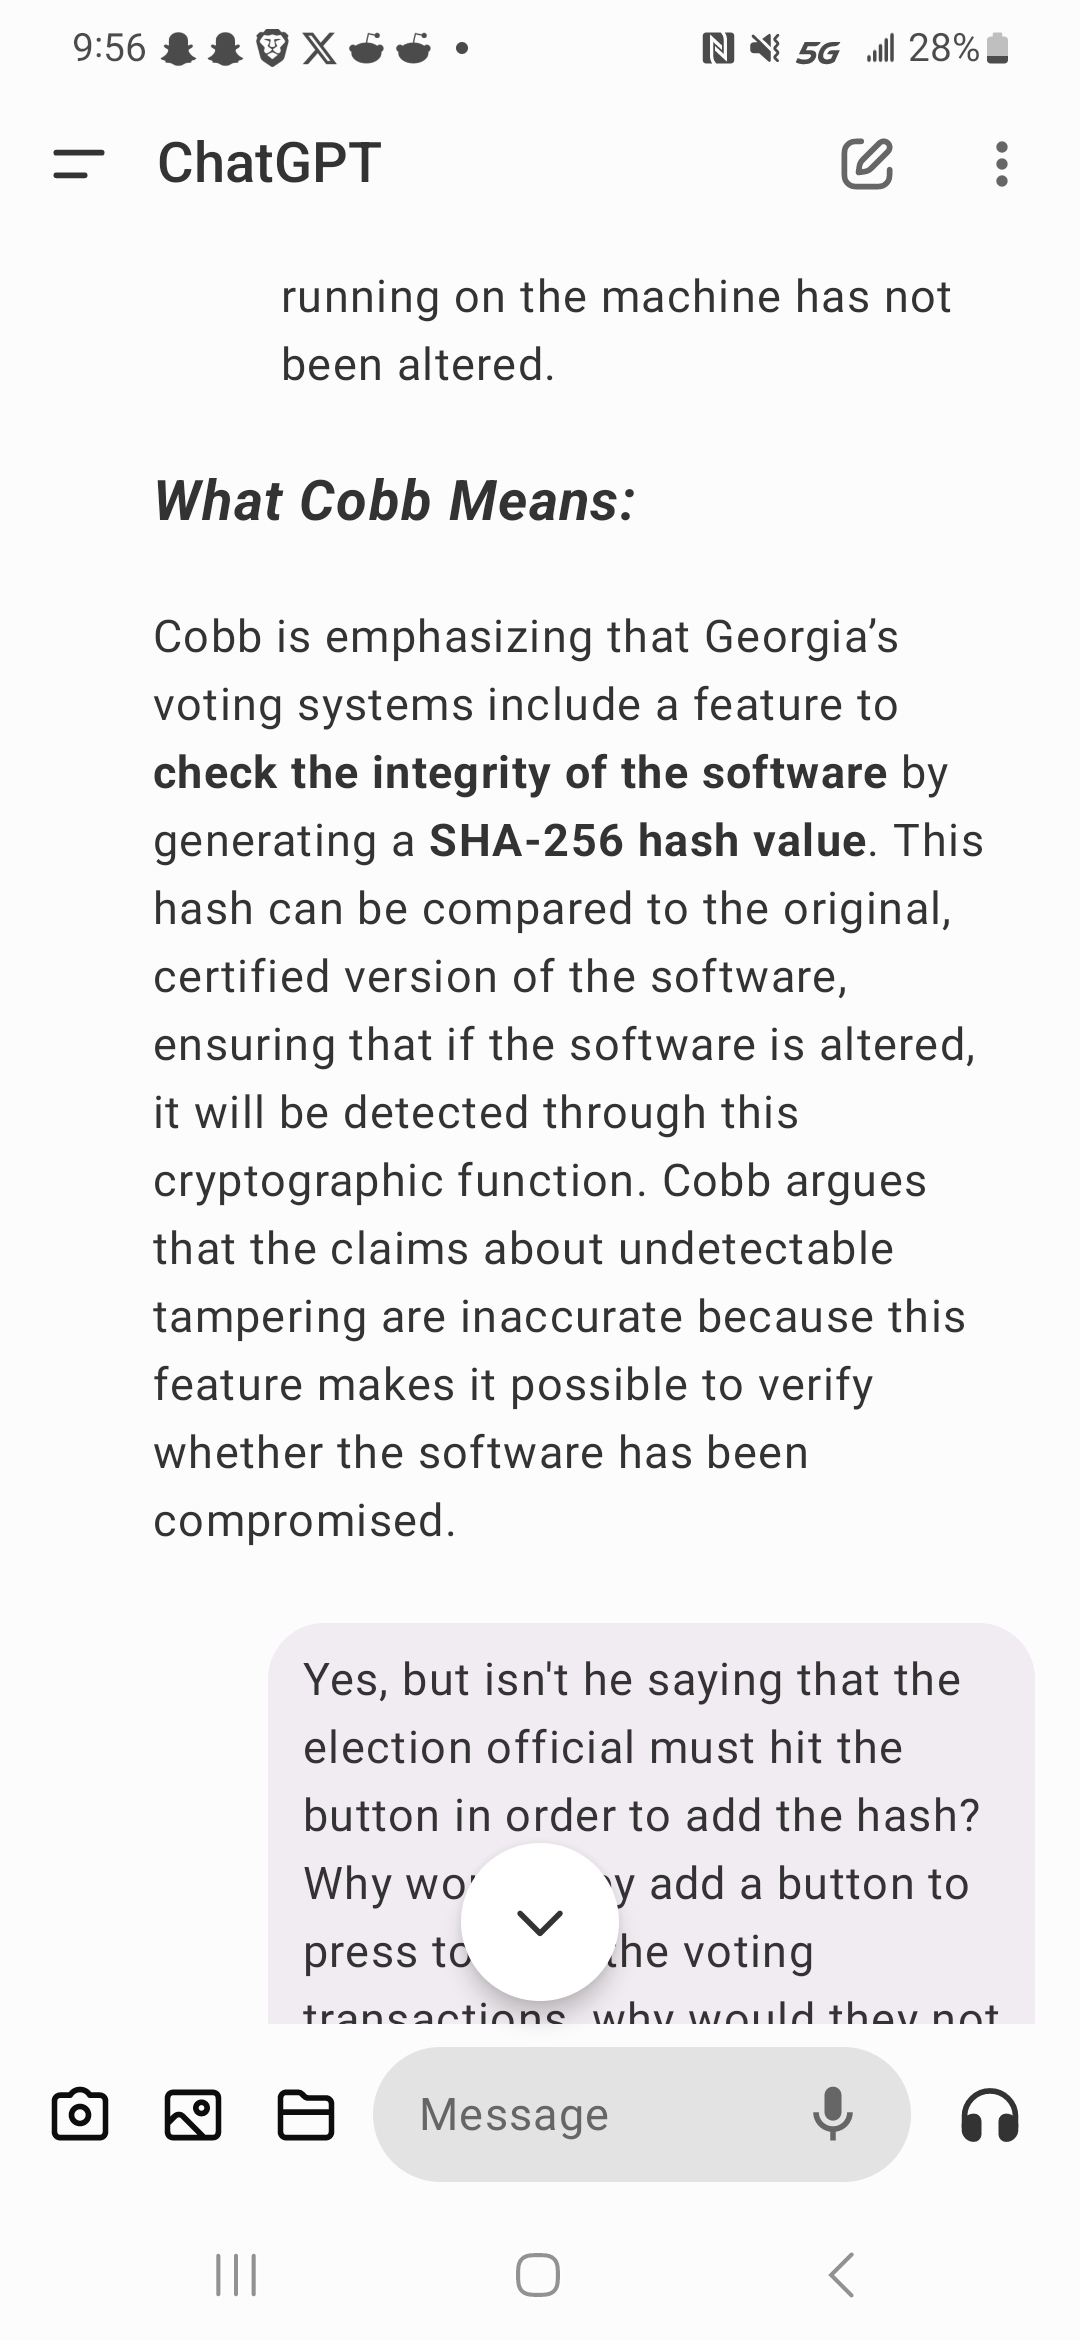 9:56
5G 28%
ChatGPT
running on the machine has not
been altered.
What Cobb Means:
Cobb is emphasizing that Georgia’s
voting systems include a feature to
check the integrity of the software by
generating a SHA-256 hash value. This
hash can be compared to the original,
certified version of the software,
ensuring that if the software is altered,
it will be detected through this
cryptographic function. Cobb argues
that the claims about undetectable
tampering are inaccurate because this
feature makes it possible to verify
whether the software has been
compromised.
Yes, but isn't he saying that the
election official must hit the
button in order to add the hash?
Why add a button to
press the voting
transactions, why would they not
Message